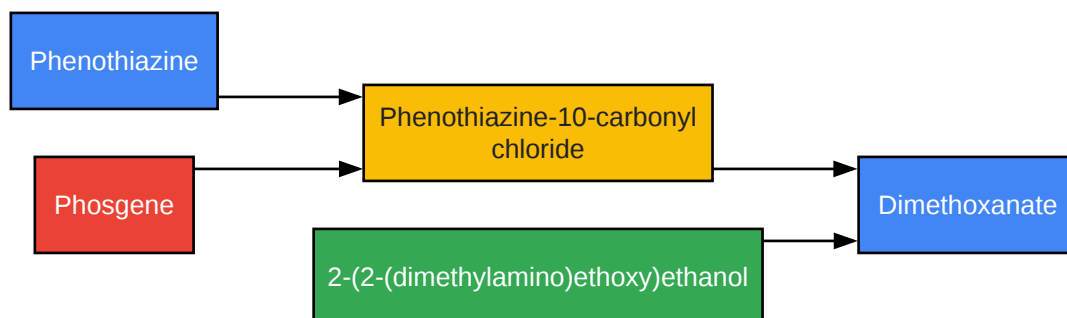 Phenothiazine
Phenothiazine-10-carbonyl
chloride
Phosgene
Dimethoxanate
2-(2-(dimethylamino)ethoxy)ethanol